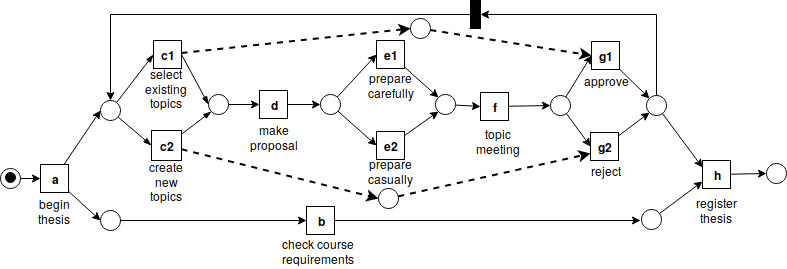 c1
select
existing
topics
e1
prepare
carefully
g1
approve
d
make
proposal
f
topic
meeting
c2
create
new
topics
e2
prepare
casually
g2
reject
a
begin
thesis
h
register
thesis
b
check course
requirements